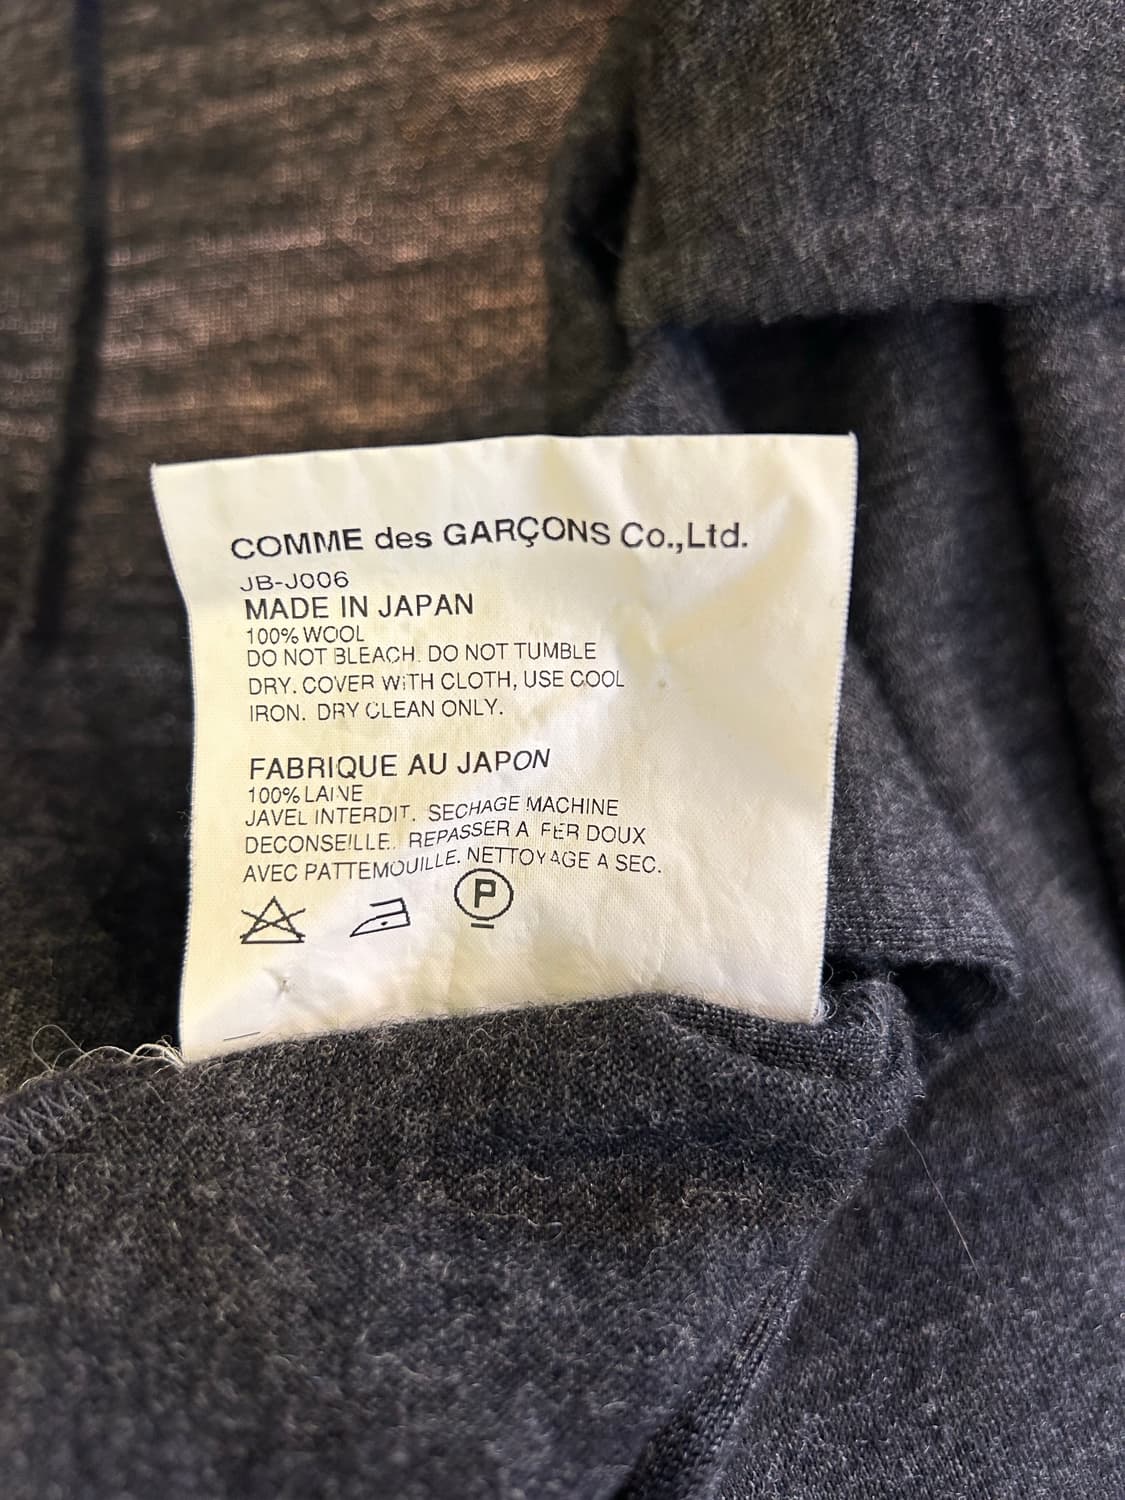 COMME des GARÇONS Co.,Ltd.
JB-J006
MADE IN JAPAN
100% WOOL
DO NOT BLEACH. DO NOT TUMBLE
DRY. COVER WiTH CLOTH, USE COOL
IRON. DRY CLEAN ONLY.
FABRIQUE AU JAPON
100% LAINE
JAVEL INTERDIT. SECHAGE MACHINE
DECONSEILLE. REPASSER A FER DOUX
AVEC PATTEMOUILLE. NETTOYAGE A SEC.
P